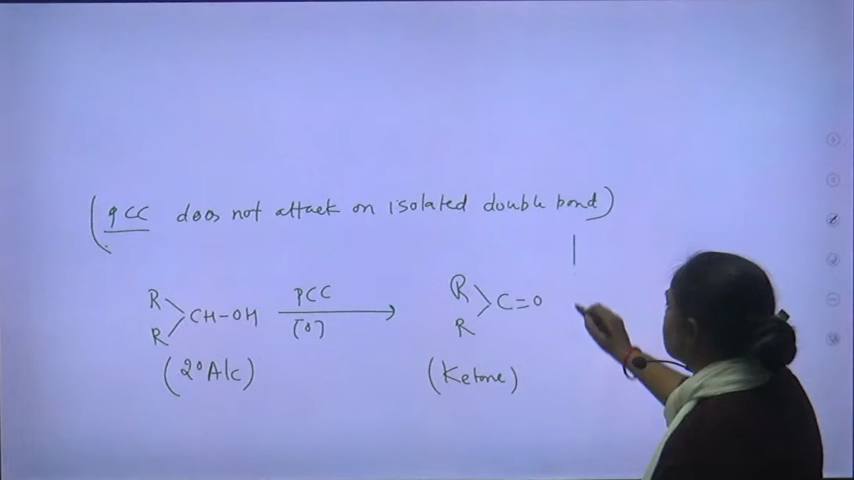 (PCC does not attack on isolated double bond)
R R CH-OH PCC [O] R R C=O
(2° Alc) (Ketone)